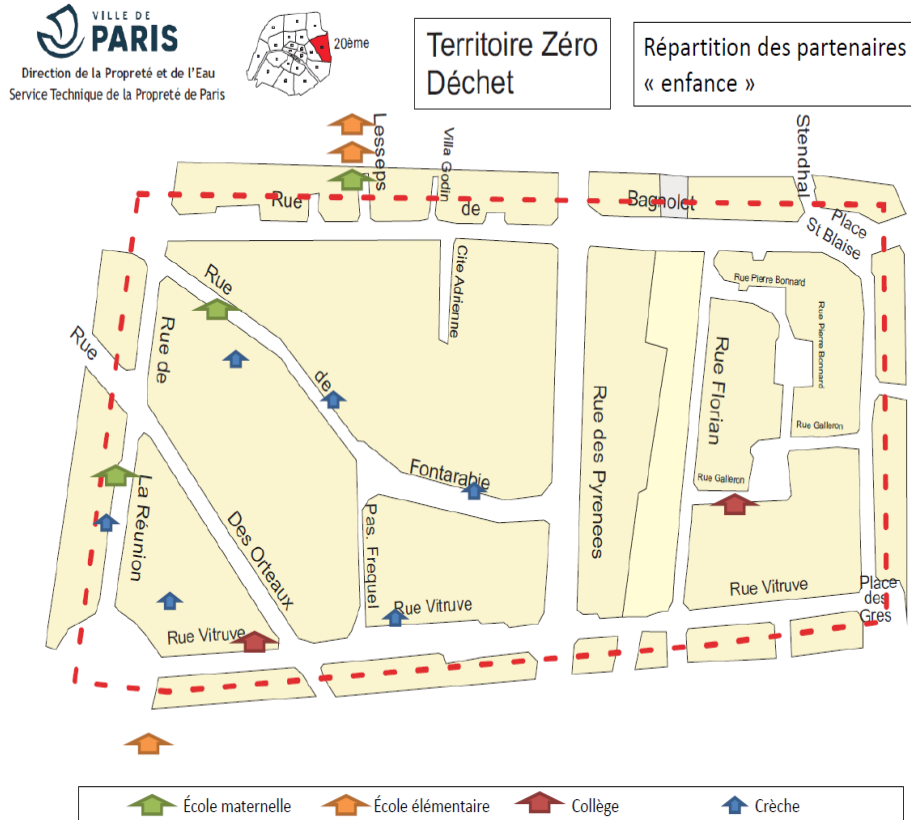 VILLE DE
PARIS
Direction de la Propreté et de l'Eau
Service Technique de la Propreté de Paris
20ème
Territoire Zéro
Déchet
Répartition des partenaires
« enfance »
Lesseps
Villa Godin
Stendhal
Rue
de
Bagnolet
Place
St Blaise
Rue
Cite Adrienne
Rue Pierre Bonnard
Rue Pierre Bonnard
Rue
Rue de
de
Rue des Pyrenees
Rue Florian
Rue Galleron
Fontarabie
Rue Galleron
La Réunion
Des Orteaux
Pas. Frequel
Rue Vitruve
Rue Vitruve
Rue Vitruve
Place
des
Gres
École maternelle
École élémentaire
Collège
Crèche